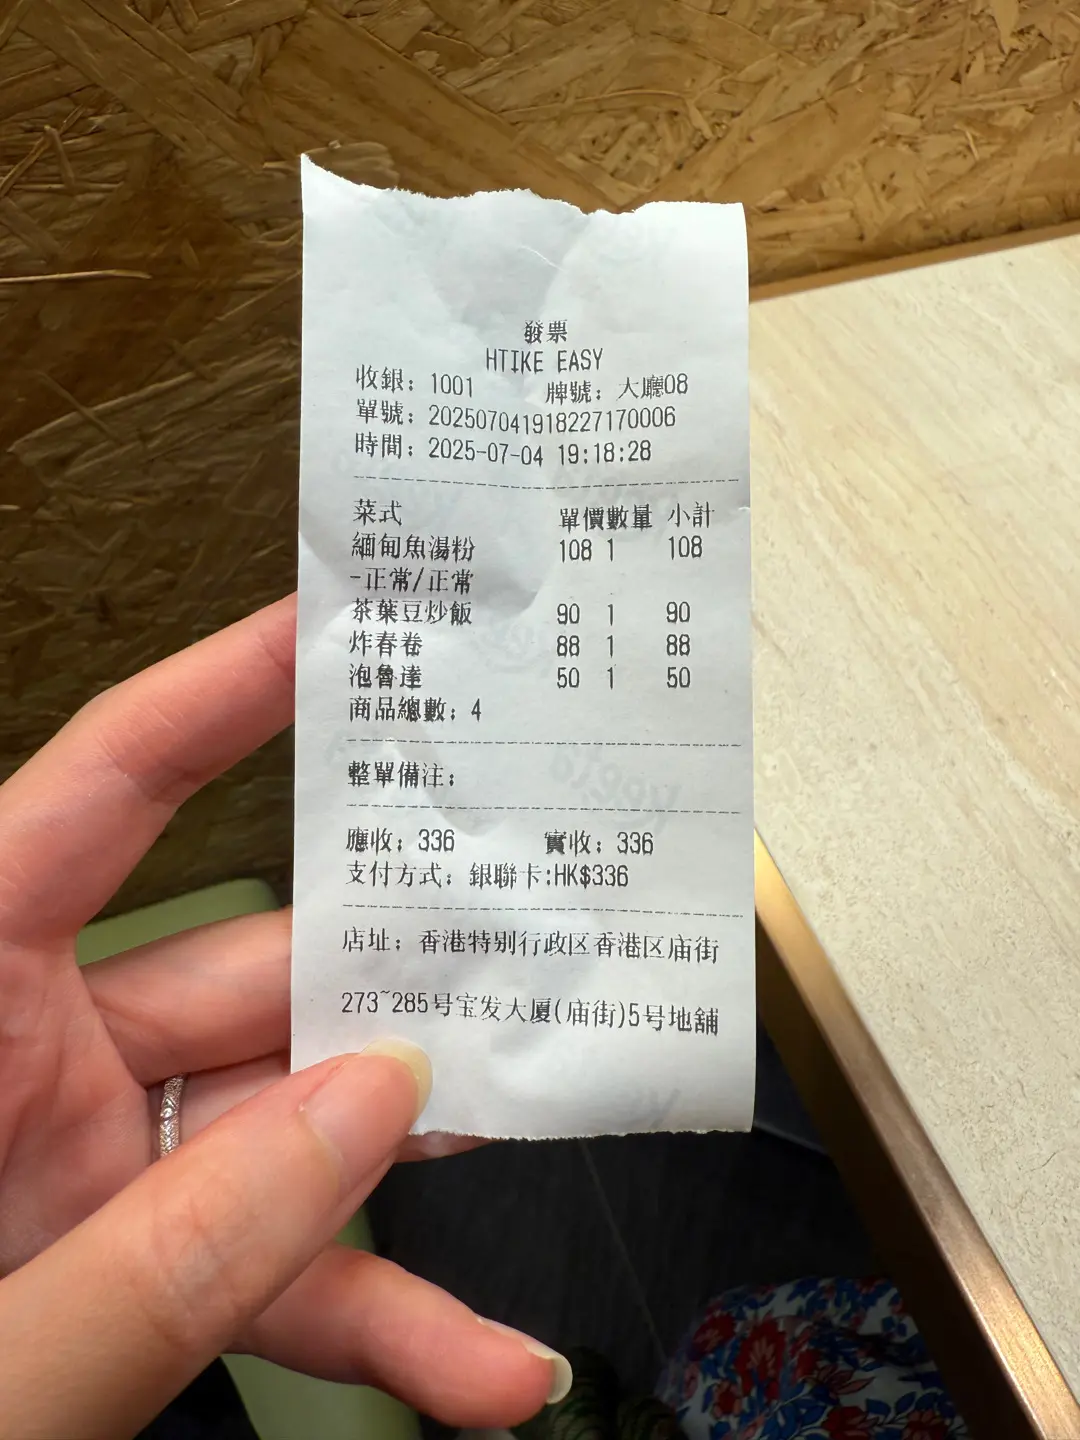 發票
HTIKE EASY
收銀：1001 牌號：大廳08
單號：202507041918227170006
時間：2025-07-04 19:18:28
菜式 單價 數量 小計
緬甸魚湯粉 108 1 108
-正常/正常
茶葉豆炒飯 90 1 90
炸春卷 88 1 88
泡魯達 50 1 50
商品總數：4
整單備注：
應收：336 實收：336
支付方式：銀聯卡:HK$336
店址：香港特别行政区香港区庙街
273~285号宝发大厦(庙街)5号地舖